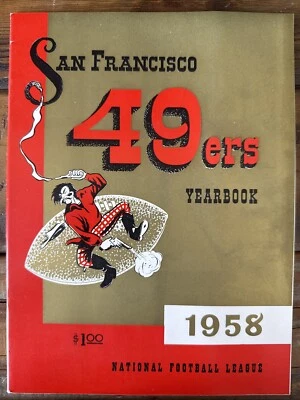 San Francisco
49ers
YEARBOOK
1958
$1.00
NATIONAL FOOTBALL LEAGUE